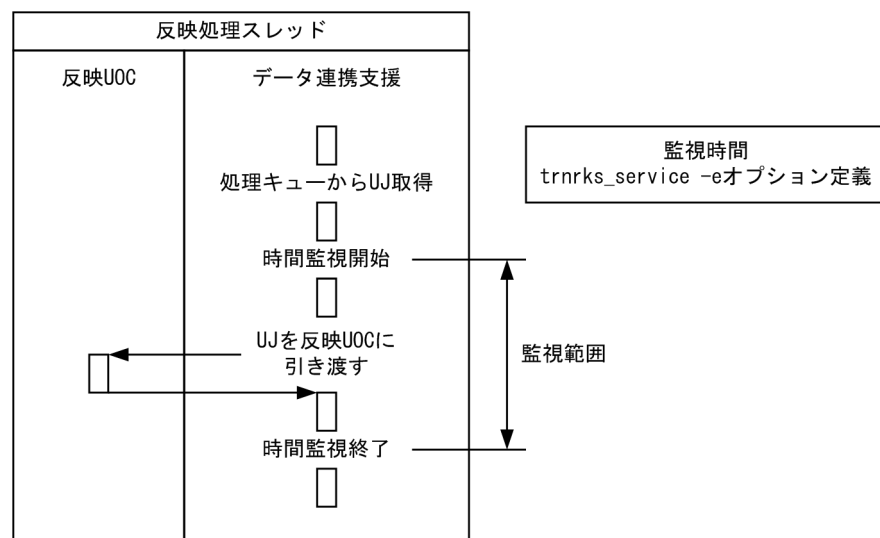 反映処理スレッド
反映UOC
データ連携支援
監視時間
trnrks_service -eオプション定義
処理キューからUJ取得
時間監視開始
UJを反映UOCに
引き渡す
監視範囲
時間監視終了